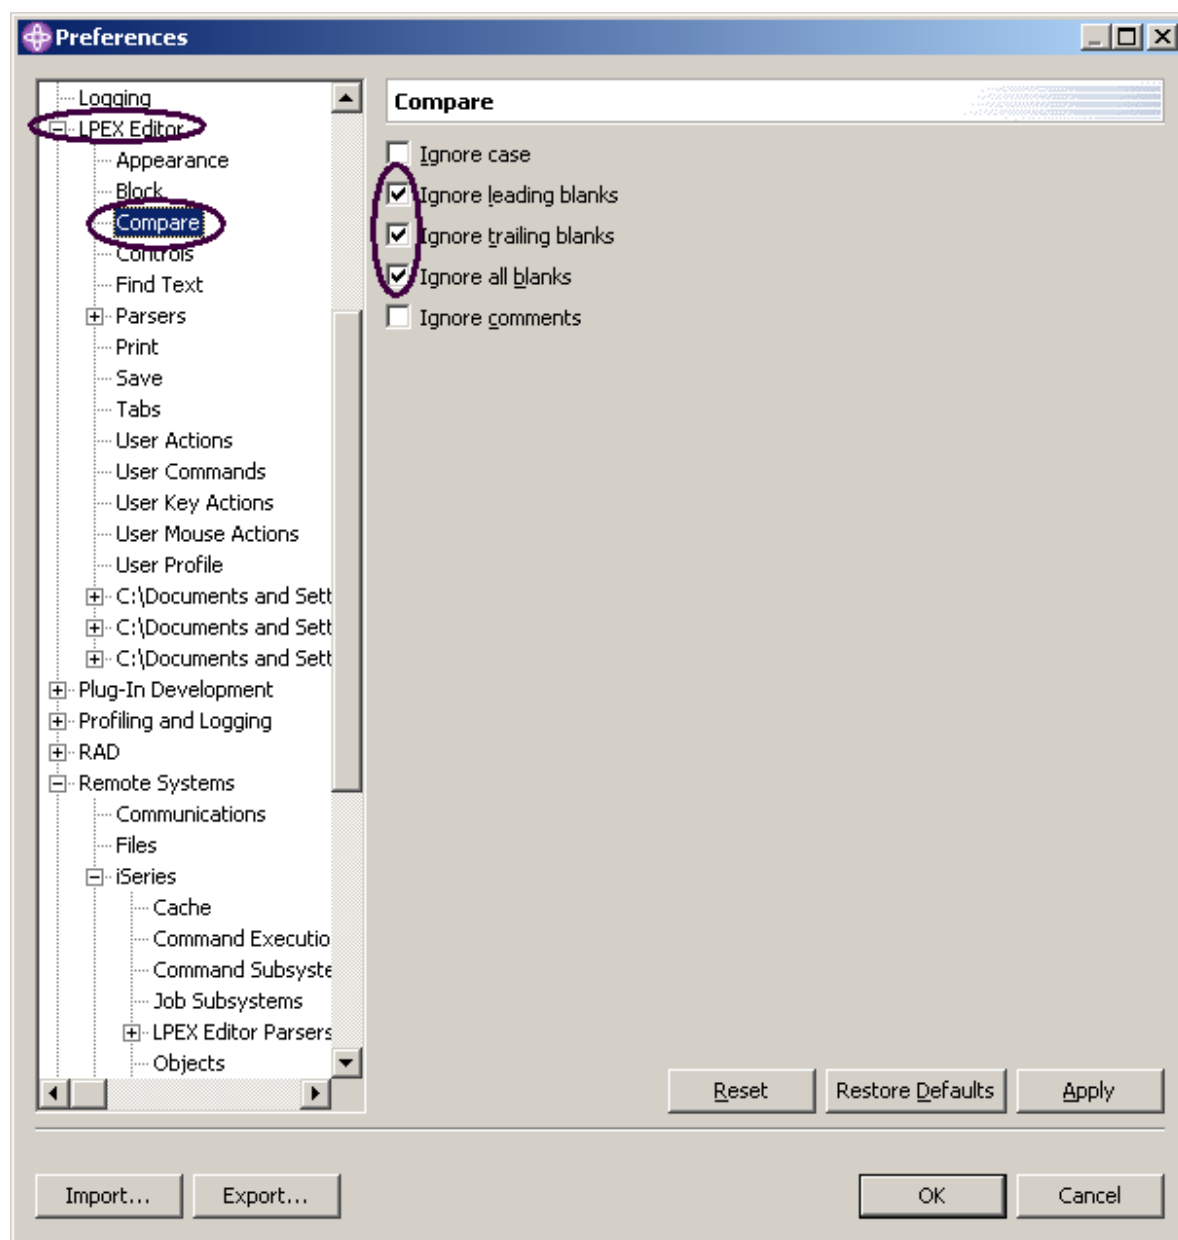 Preferences
Logging
LPEX Editor
Appearance
Block
Compare
Controls
Find Text
Parsers
Print
Save
Tabs
User Actions
User Commands
User Key Actions
User Mouse Actions
User Profile
C:\Documents and Sett
C:\Documents and Sett
C:\Documents and Sett
Plug-In Development
Profiling and Logging
RAD
Remote Systems
Communications
Files
iSeries
Cache
Command Executio
Command Subsyste
Job Subsystems
LPEX Editor Parsers
Objects
Compare
Ignore case
Ignore leading blanks
Ignore trailing blanks
Ignore all blanks
Ignore comments
Reset Restore Defaults Apply
Import... Export... OK Cancel